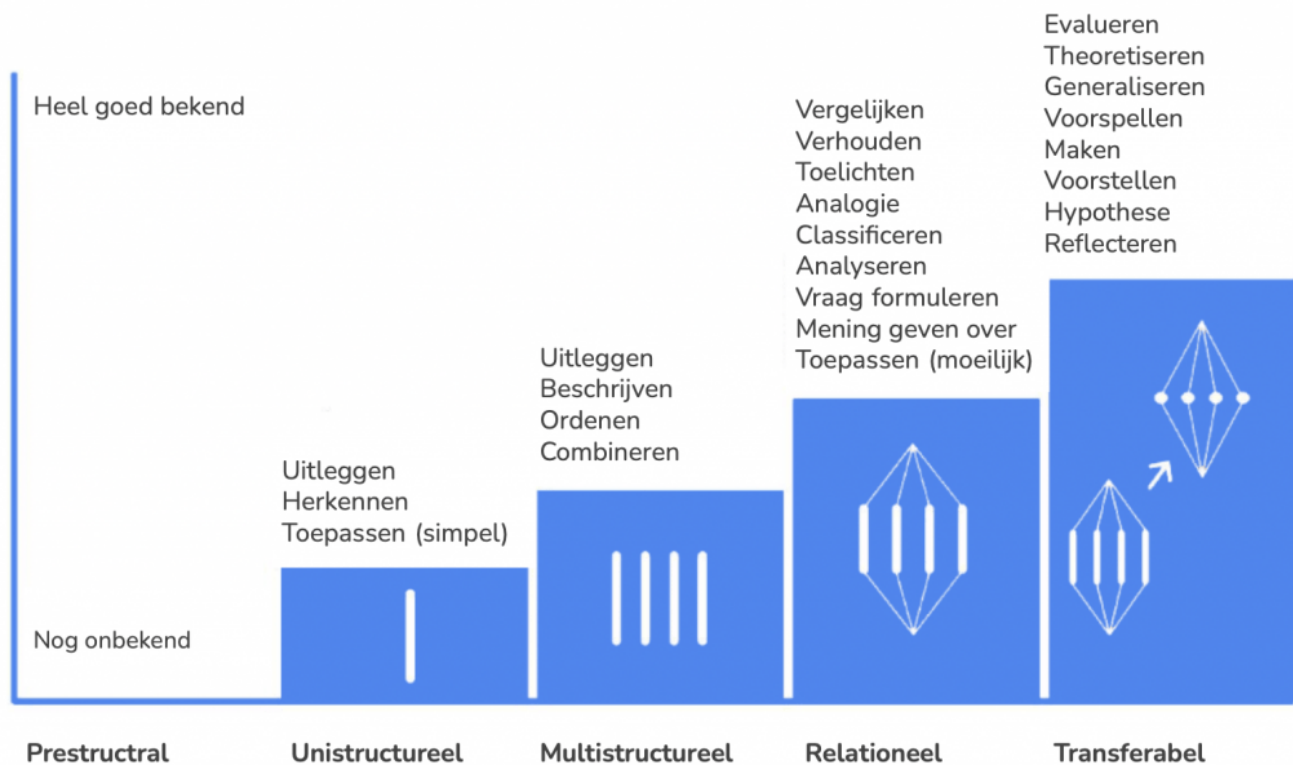 Heel goed bekend
Nog onbekend
Uitleggen
Herkennen
Toepassen (simpel)
Uitleggen
Beschrijven
Ordenen
Combineren
Vergelijken
Verhouden
Toelichten
Analogie
Classificeren
Analyseren
Vraag formuleren
Mening geven over
Toepassen (moeilijk)
Evalueren
Theoretiseren
Generaliseren
Voorspellen
Maken
Voorstellen
Hypothese
Reflecteren
Prestructral
Unistructureel
Multistructureel
Relationeel
Transferabel